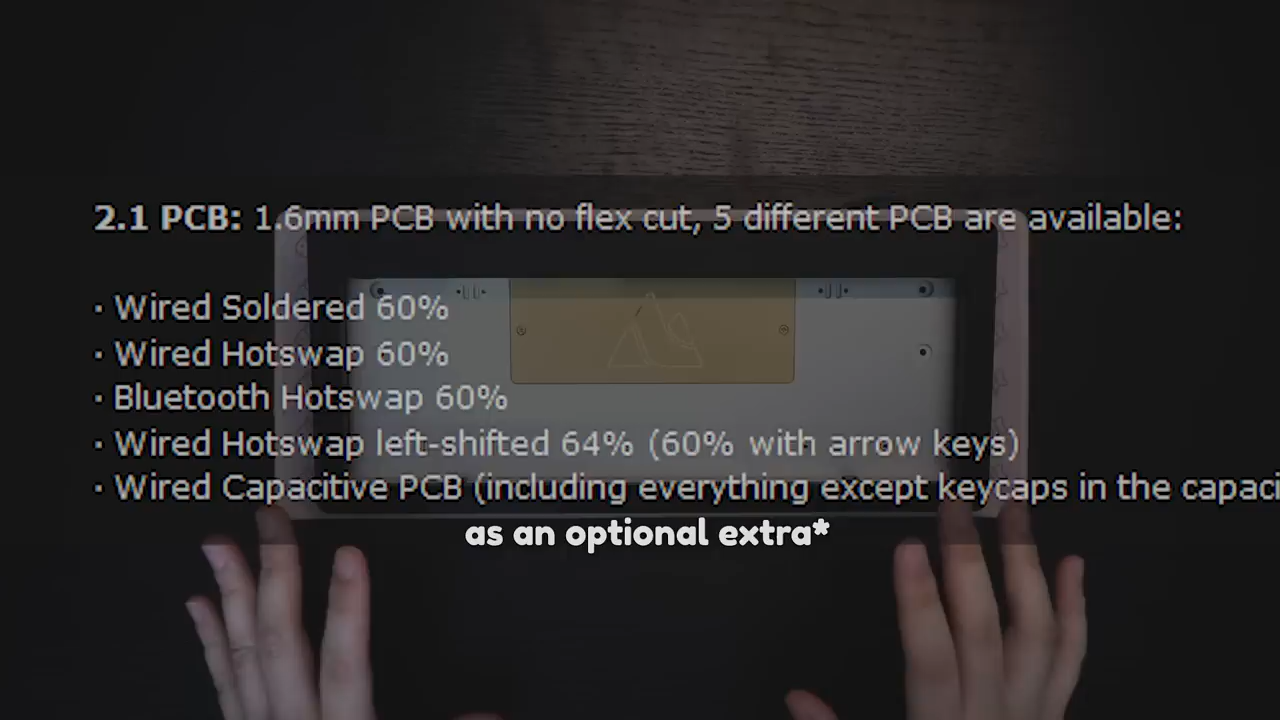 2.1 PCB: 1.6mm PCB with no flex cut, 5 different PCB are available:
· Wired Soldered 60%
· Wired Hotswap 60%
· Bluetooth Hotswap 60%
· Wired Hotswap left-shifted 64% (60% with arrow keys)
· Wired Capacitive PCB (including everything except keycaps in the
as an optional extra*